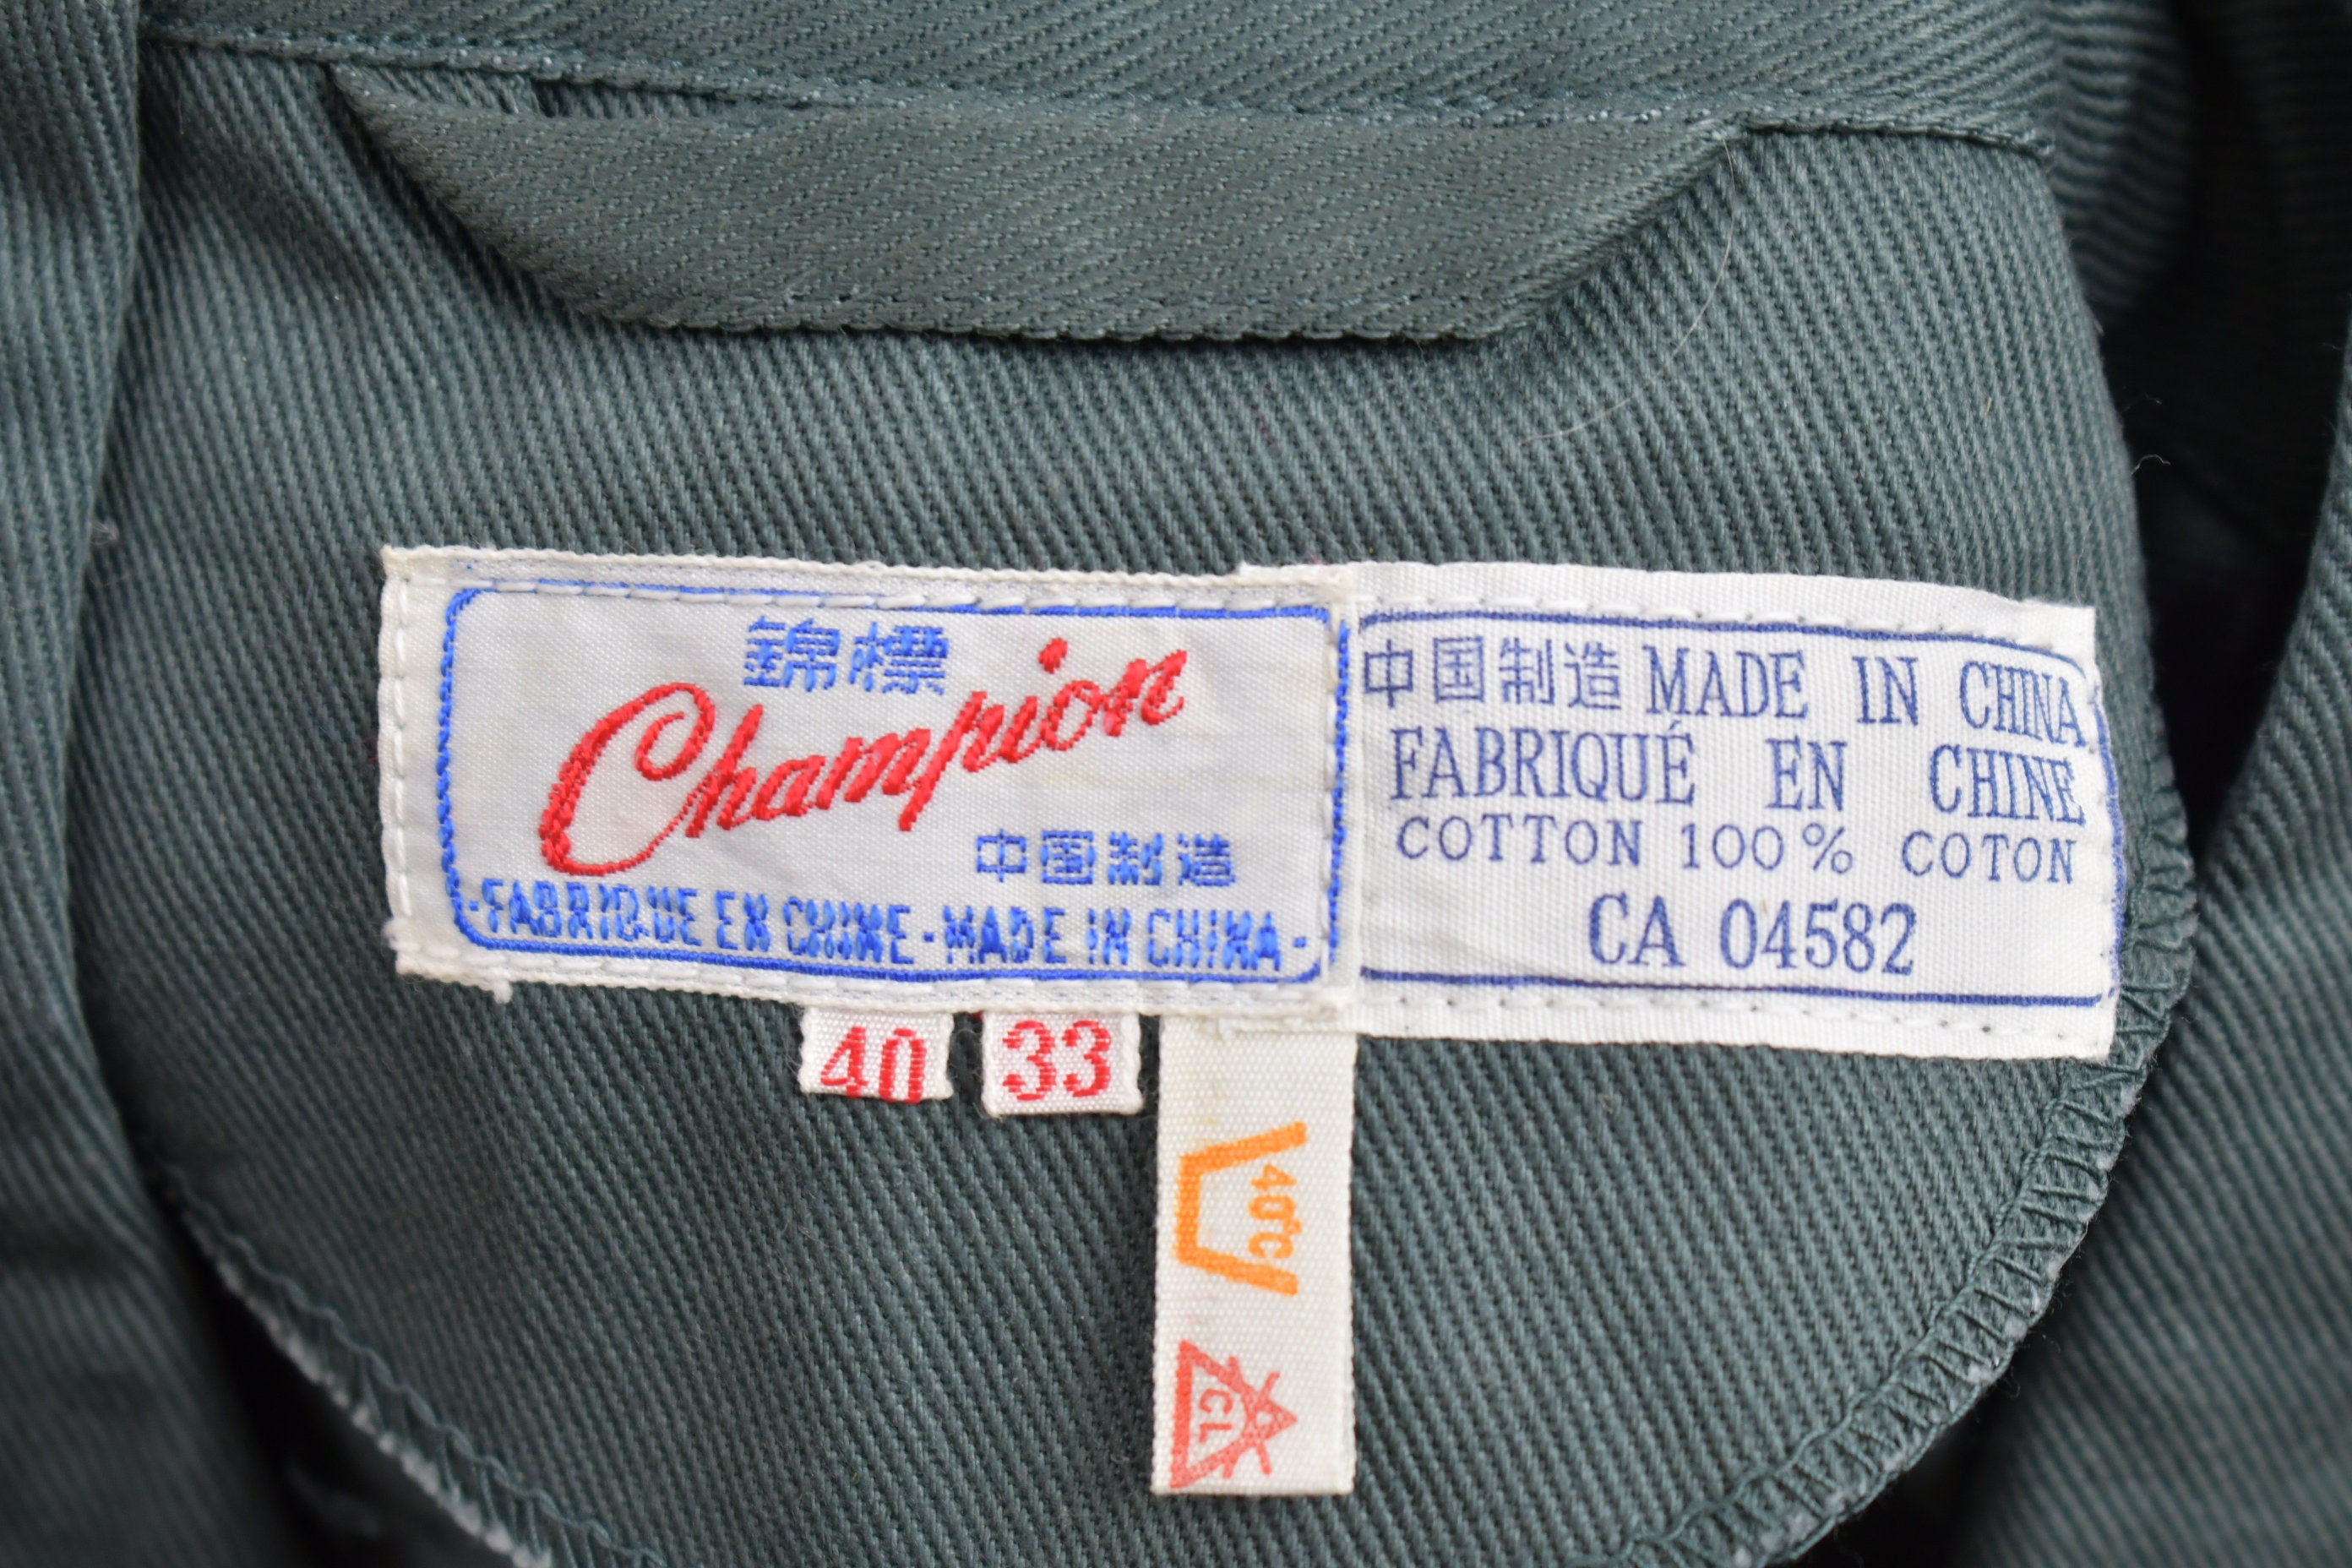 錦標
Champion
中国制造
-FABRIQUE EN CHINE-MADE IN CHINA-
中国制造 MADE IN CHINA
FABRIQUÉ EN CHINE
COTTON 100% COTON
CA 04582
40 33
40°C
CL